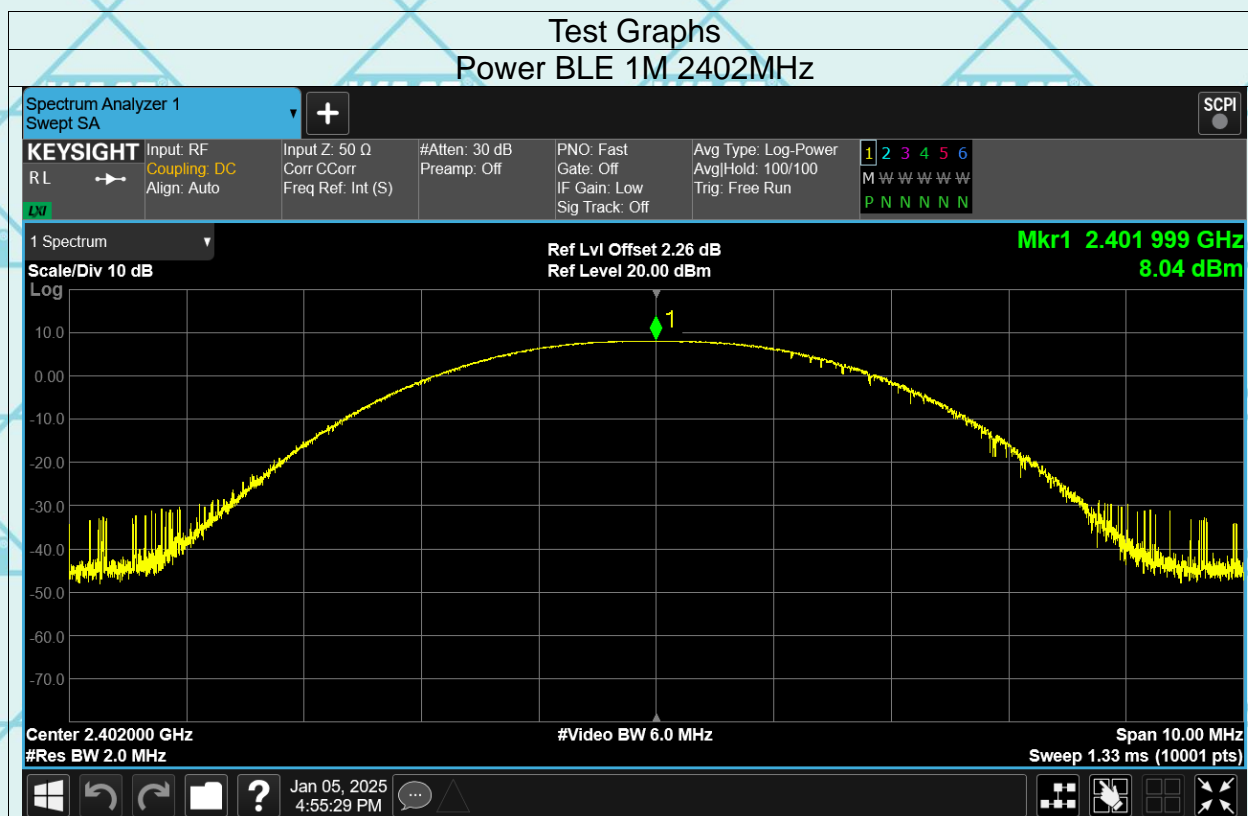 Test Graphs
Power BLE 1M 2402MHz
Spectrum Analyzer 1
Swept SA
+
SCPI
KEYSIGHT
RL
LXI
Input: RF
Coupling: DC
Align: Auto
Input Z: 50 Ω
Corr CCorr
Freq Ref: Int (S)
#Atten: 30 dB
Preamp: Off
PNO: Fast
Gate: Off
IF Gain: Low
Sig Track: Off
Avg Type: Log-Power
Avg|Hold: 100/100
Trig: Free Run
1 2 3 4 5 6
M W W W W W
P N N N N N
1 Spectrum
Scale/Div 10 dB
Log
Ref Lvl Offset 2.26 dB
Ref Level 20.00 dBm
Mkr1 2.401 999 GHz
8.04 dBm
1
10.0
0.00
-10.0
-20.0
-30.0
-40.0
-50.0
-60.0
-70.0
Center 2.402000 GHz
#Video BW 6.0 MHz
Span 10.00 MHz
#Res BW 2.0 MHz
Sweep 1.33 ms (10001 pts)
?
Jan 05, 2025
4:55:29 PM